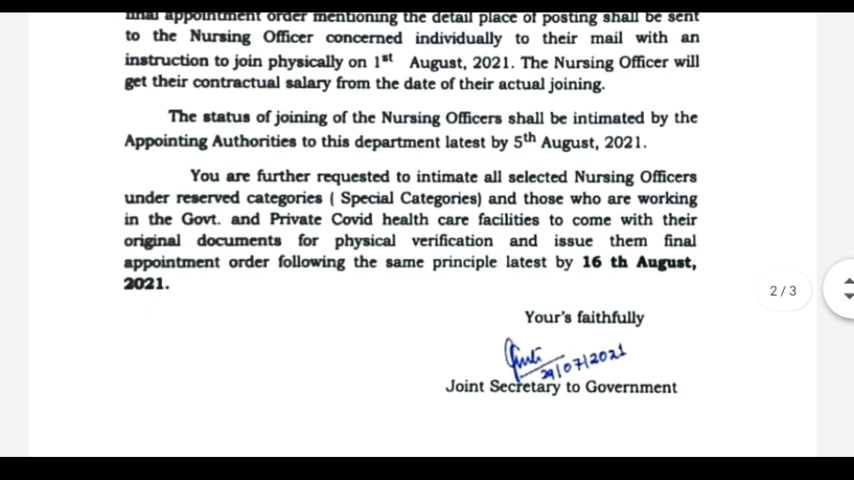 final appointment order mentioning the detail place of posting shall be sent
to the Nursing Officer concerned individually to their mail with an
instruction to join physically on 1st August, 2021. The Nursing Officer will
get their contractual salary from the date of their actual joining.
The status of joining of the Nursing Officers shall be intimated by the
Appointing Authorities to this department latest by 5th August, 2021.
You are further requested to intimate all selected Nursing Officers
under reserved categories ( Special Categories) and those who are working
in the Govt. and Private Covid health care facilities to come with their
original documents for physical verification and issue them final
appointment order following the same principle latest by 16 th August,
2021.
2 / 3
Your's faithfully
29/07/2021
Joint Secretary to Government